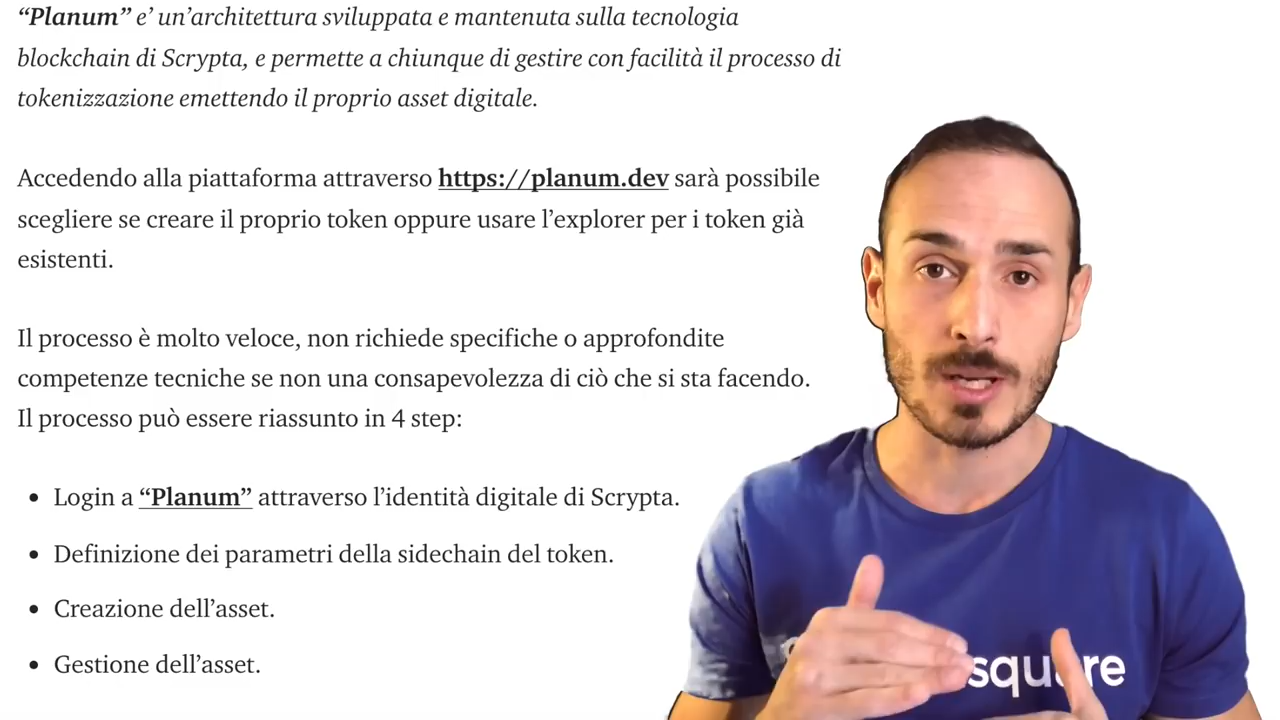 “Planum” e’ un’architettura sviluppata e mantenuta sulla tecnologia
blockchain di Scrypta, e permette a chiunque di gestire con facilità il processo di
tokenizzazione emettendo il proprio asset digitale.
Accedendo alla piattaforma attraverso https://planum.dev sarà possibile
scegliere se creare il proprio token oppure usare l’explorer per i token già
esistenti.
Il processo è molto veloce, non richiede specifiche o approfondite
competenze tecniche se non una consapevolezza di ciò che si sta facendo.
Il processo può essere riassunto in 4 step:
• Login a “Planum” attraverso l’identità digitale di Scrypta.
• Definizione dei parametri della sidechain del token.
• Creazione dell’asset.
• Gestione dell’asset.